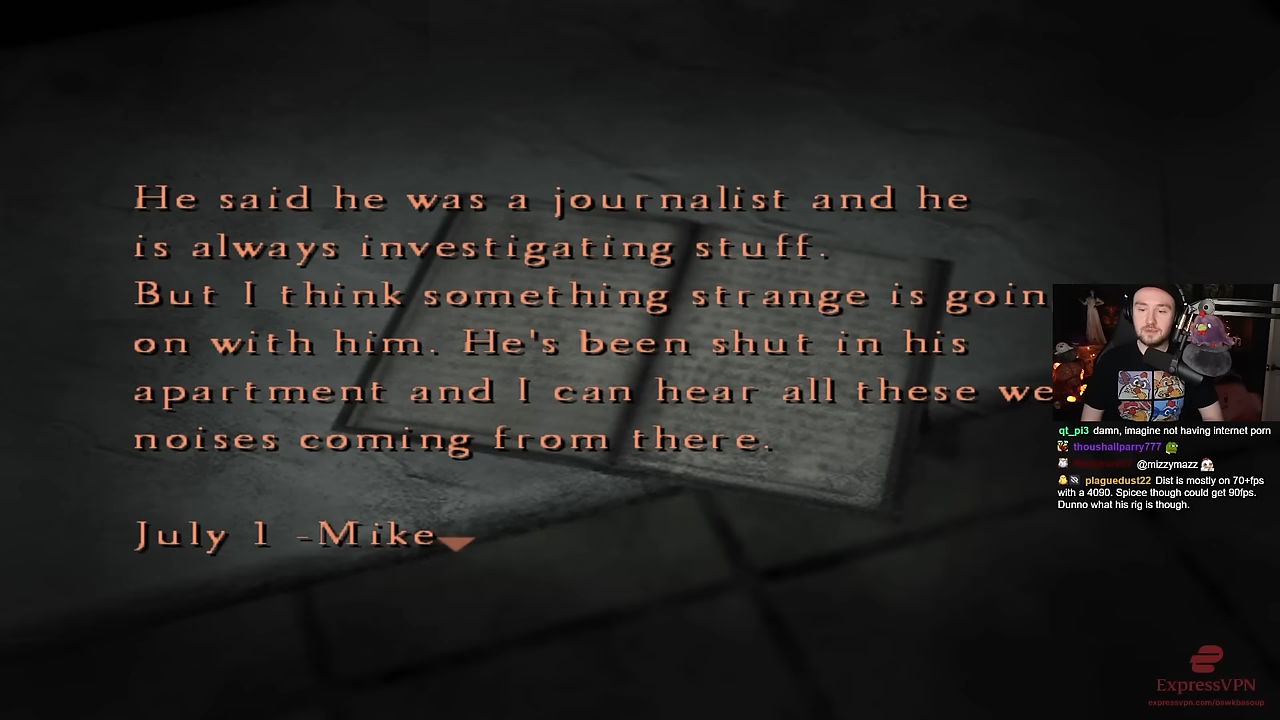 He said he was a journalist and he
is always investigating stuff.
But I think something strange is goin
on with him. He's been shut in his
apartment and I can hear all these we
noises coming from there.
July 1 -Mike
qt_pi3 damn, imagine not having internet porn
thoushallparry777
@mizzymazz
plaguedust22 Dist is mostly on 70+fps
with a 4090. Spicee though could get 90fps.
Dunno what his rig is though.
ExpressVPN
expressvpn.com/bawkbasoup